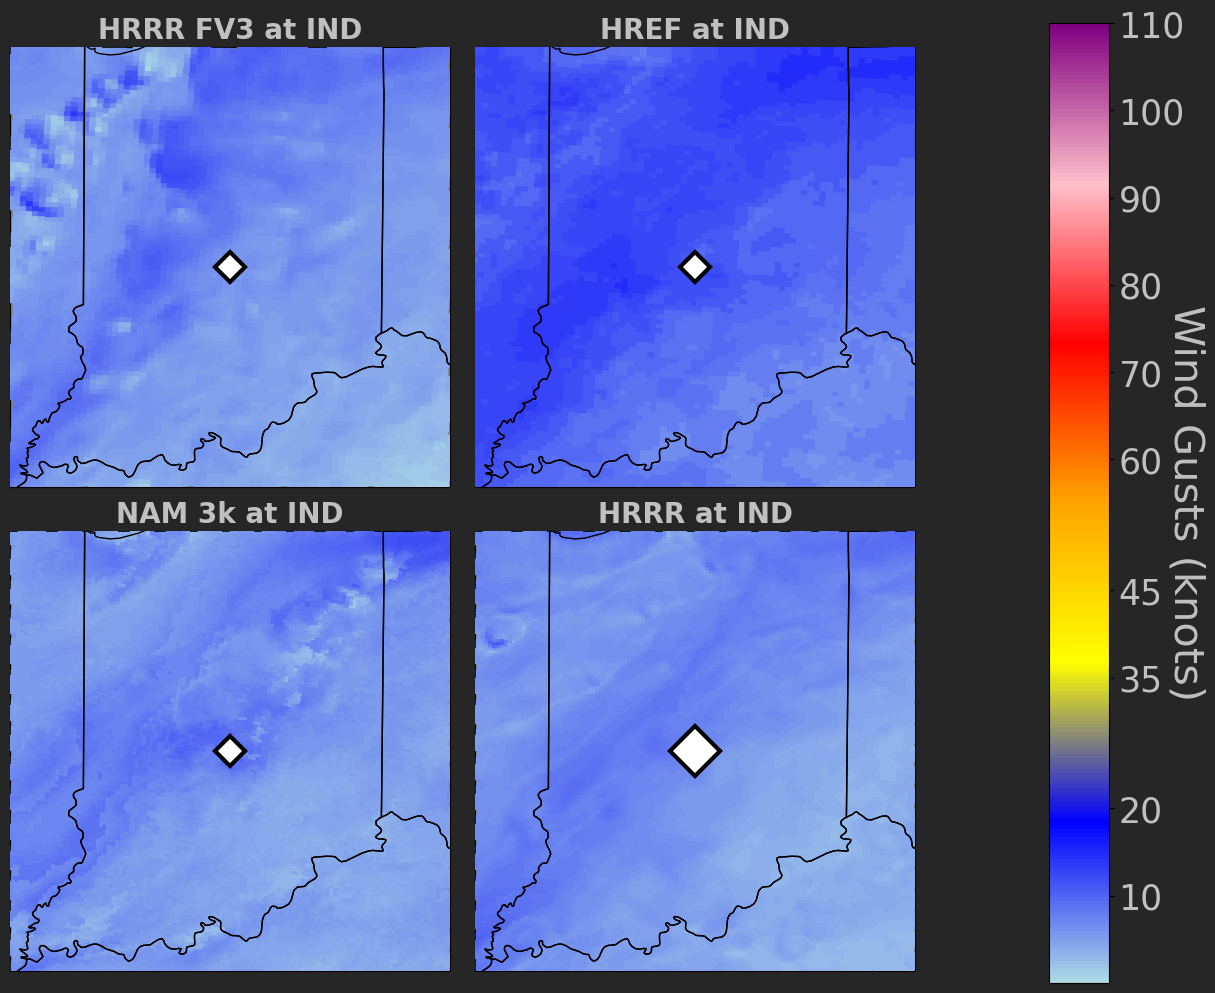 HRRR FV3 at IND
HREF at IND
NAM 3k at IND
HRRR at IND
110
100
90
80
70
60
45
35
20
10
Wind Gusts (knots)